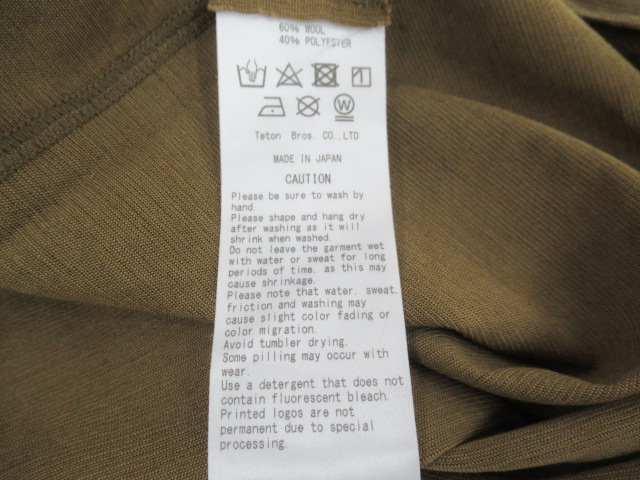 60% WOOL
40% POLYESTER
W
Teton Bros. CO.,LTD
MADE IN JAPAN
CAUTION
Please be sure to wash by
hand.
Please shape and hang dry
after washing as it will
shrink when washed.
Do not leave the garment wet
with water or sweat for long
periods of time. as this may
cause shrinkage.
Please note that water. sweat.
friction and washing may
cause slight color fading or
color migration.
Avoid tumbler drying.
Some pilling may occur with
wear.
Use a detergent that does not
contain fluorescent bleach.
Printed logos are not
permanent due to special
processing.